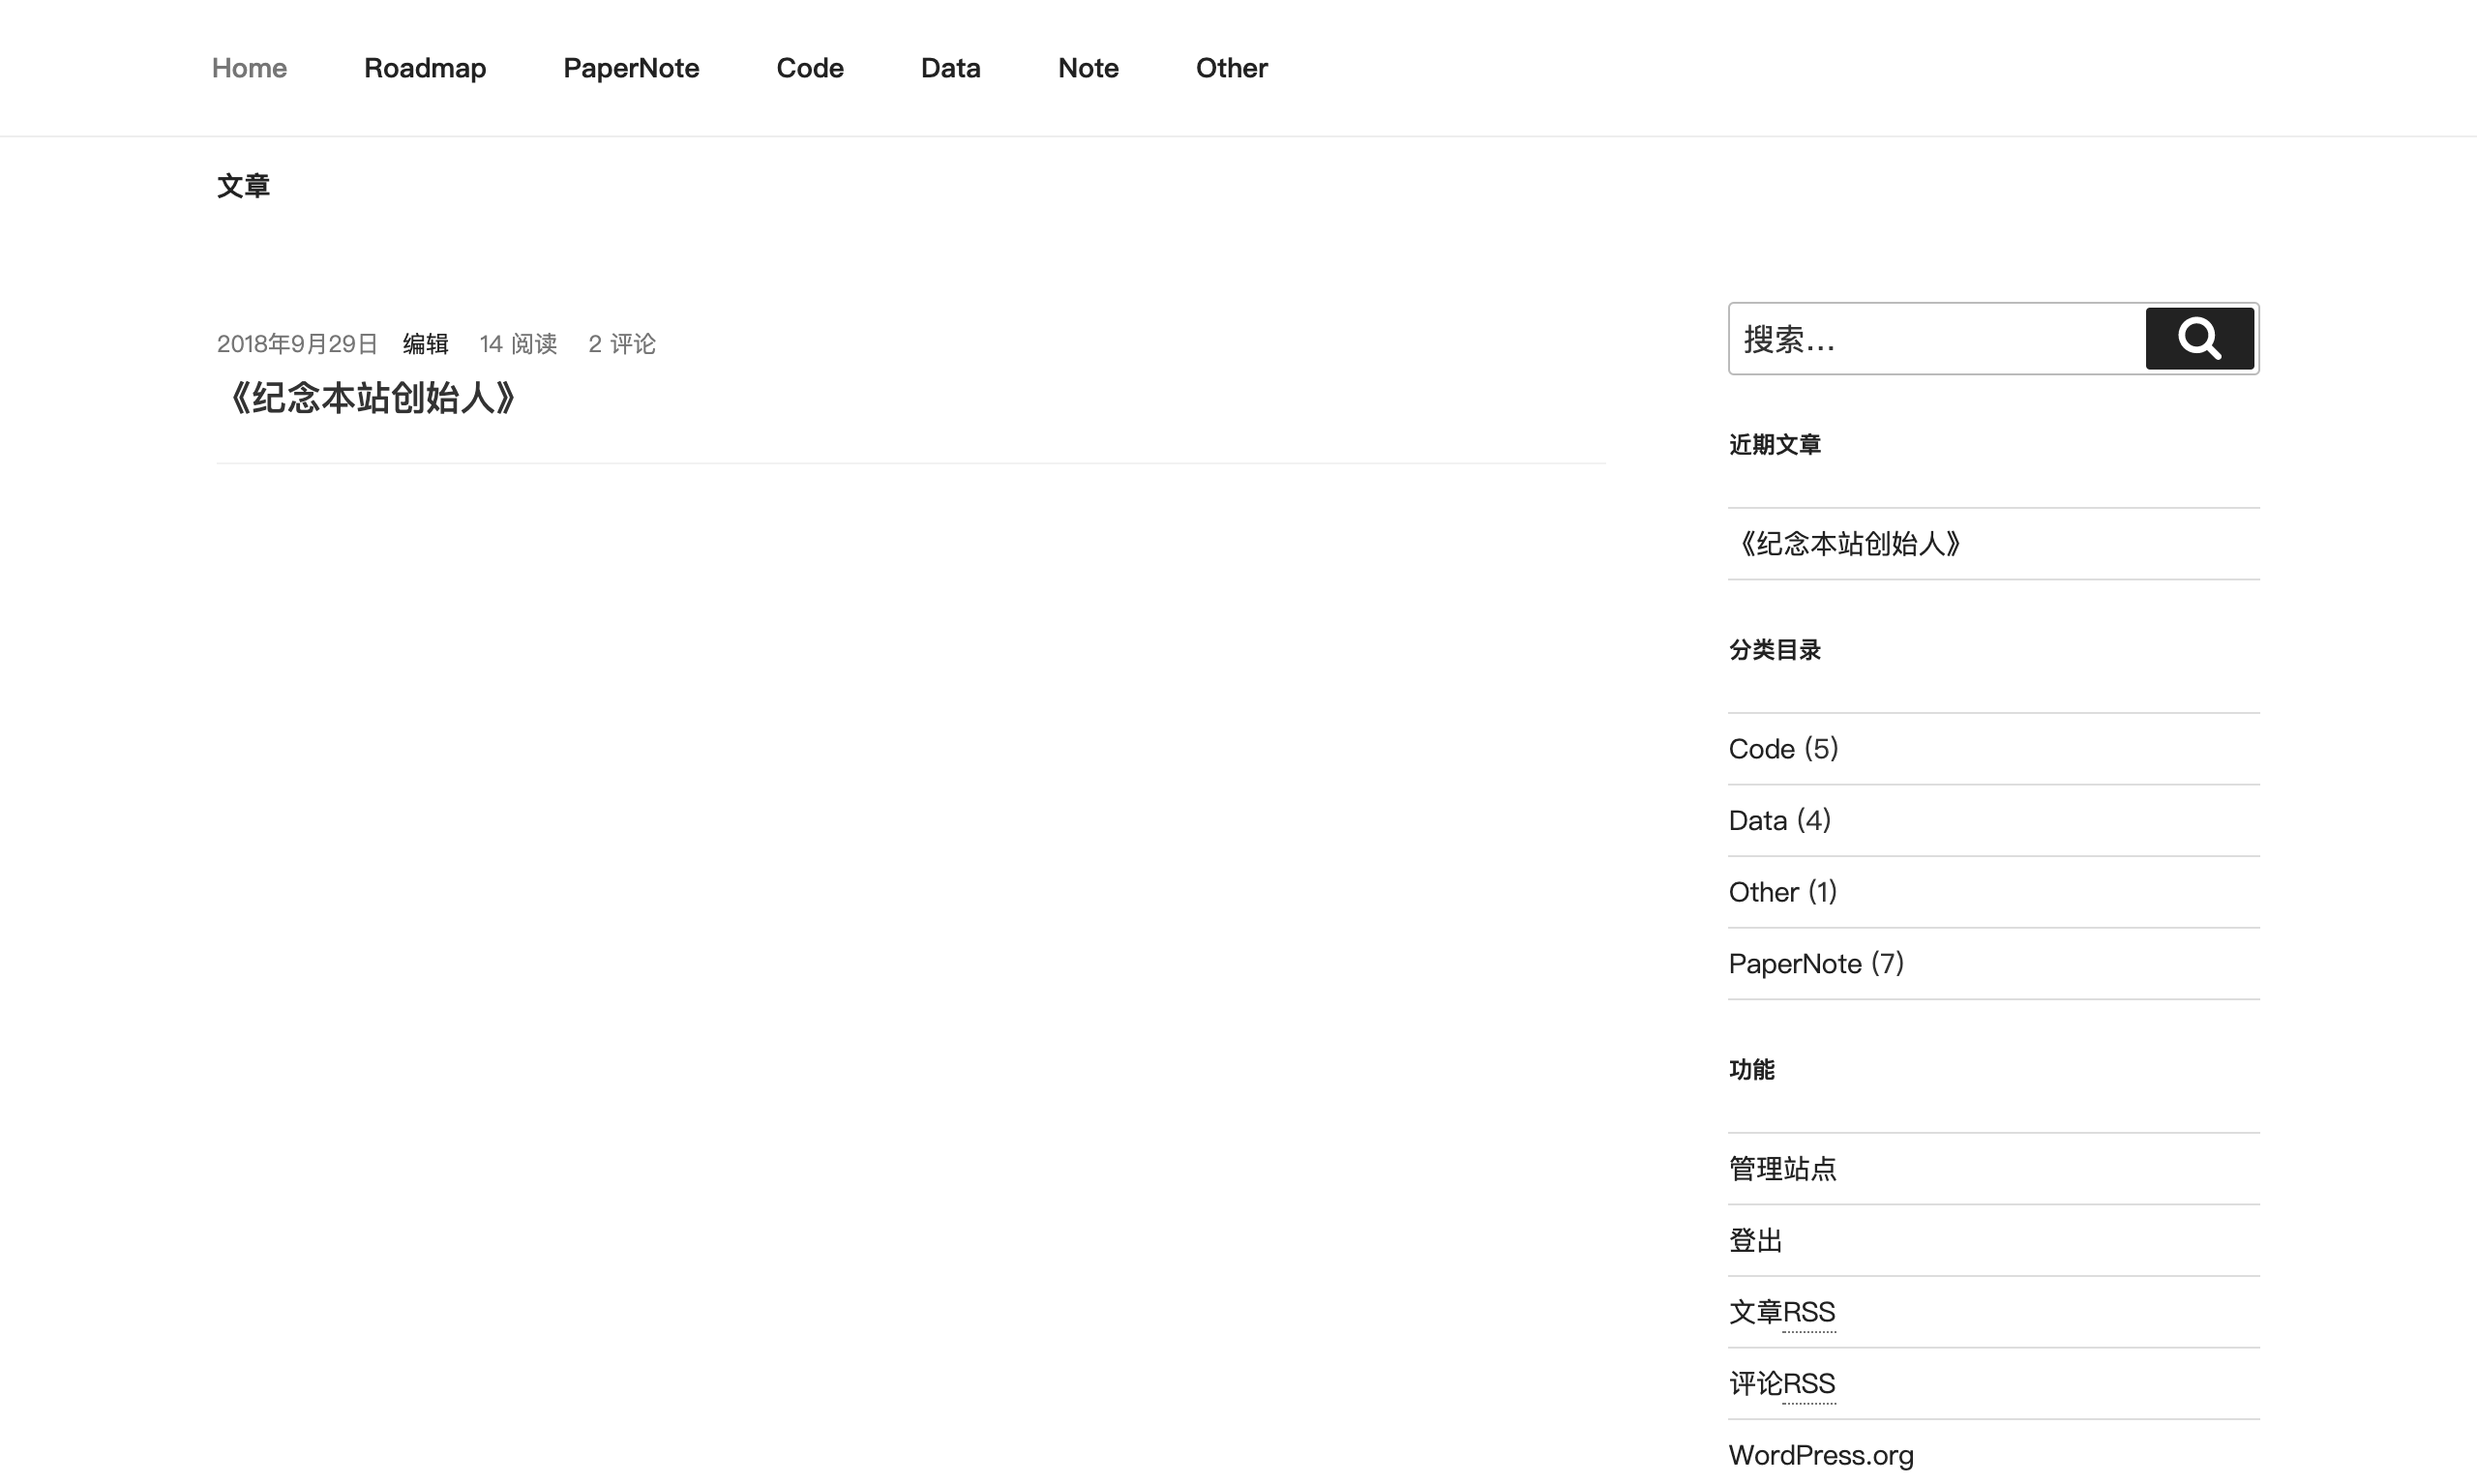 Home Roadmap PaperNote Code Data Note Other
文章
2018年9月29日 编辑 14 阅读 2 评论
《纪念本站创始人》
搜索...
近期文章
《纪念本站创始人》
分类目录
Code (5)
Data (4)
Other (1)
PaperNote (7)
功能
管理站点
登出
文章RSS
评论RSS
WordPress.org